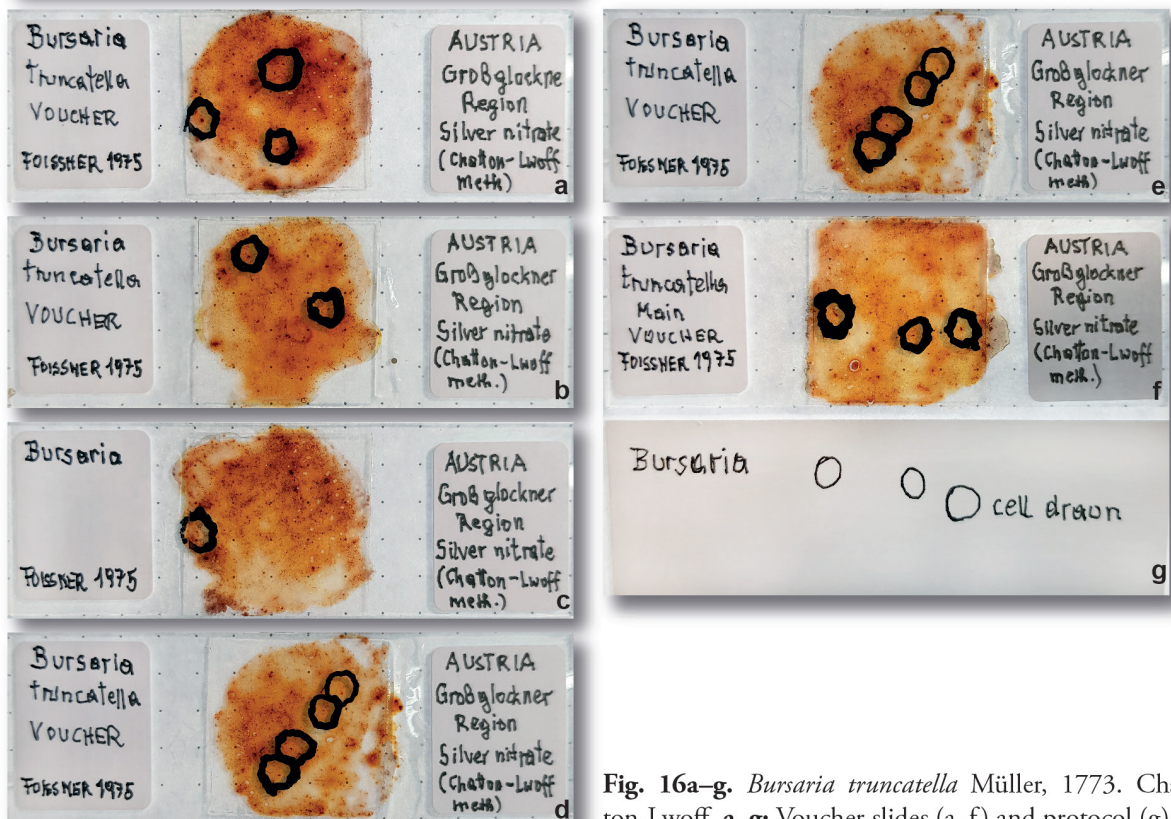 Bursaria
truncatella
VOUCHER
FOISSNER 1975
AUSTRIA
Großglockne
Region
Silver nitrate
(Chatton-Lwoff
meth)
a
Bursaria
truncatella
VOUCHER
FOISSNER 1975
AUSTRIA
Großglockner
Region
Silver nitrate
(Chatton-Lwoff
meth.)
b
Bursaria
FOISSNER 1975
AUSTRIA
Großglockner
Region
Silver nitrate
(Chatton-Lwoff
meth.)
c
Bursaria
truncatella
VOUCHER
FOISSNER 1975
AUSTRIA
Großglockner
Region
Silver nitrate
(Chatton-Lwoff
meth)
d
Bursaria
truncatella
VOUCHER
FOISSNER 1975
AUSTRIA
Großglockner
Region
Silver nitrate
(Chatton-Lwoff
meth)
e
Bursaria
truncatella
Main
VOUCHER
FOISSNER 1975
AUSTRIA
Großglockner
Region
Silver nitrate
(Chatton-Lwoff
meth.)
f
Bursaria
cell drawn
g
Fig. 16a–g. Bursaria truncatella Müller, 1773. Cha
ton-Lwoff. a–g: Voucher slides (a–f) and protocol (g)